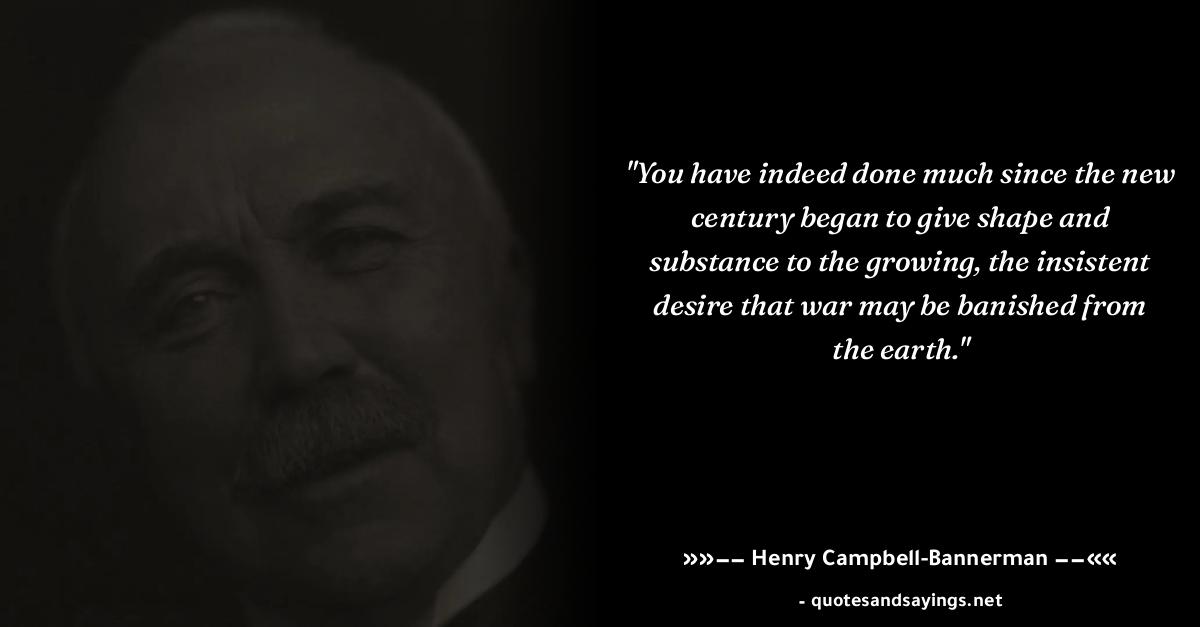 "You have indeed done much since the new
century began to give shape and
substance to the growing, the insistent
desire that war may be banished from
the earth."
»»−− Henry Campbell-Bannerman −−««
- quotesandsayings.net